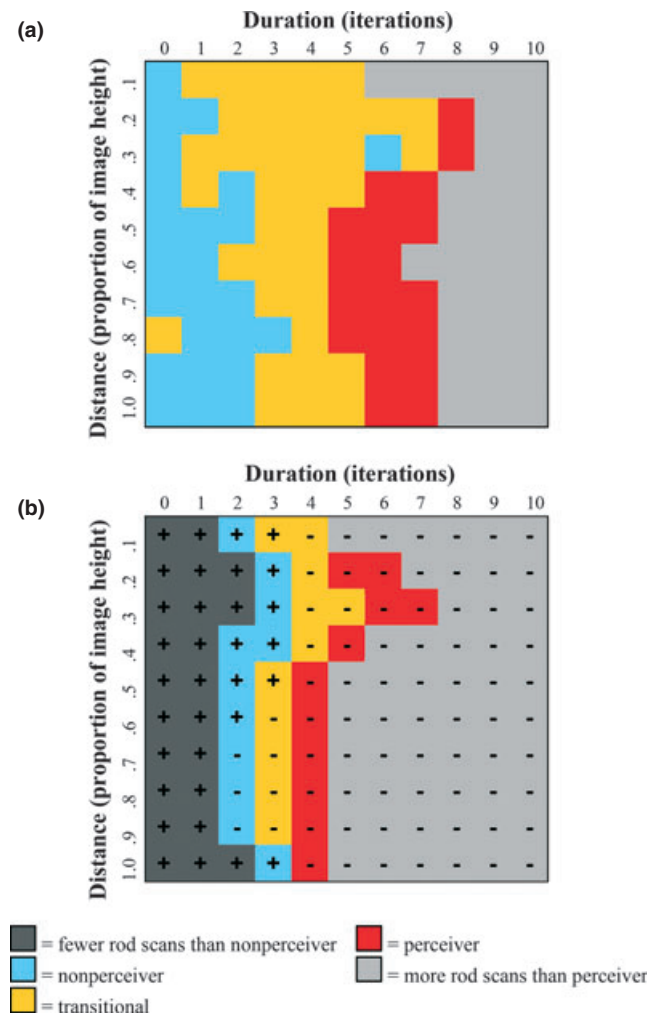 (a)
Duration (iterations)
0 1 2 3 4 5 6 7 8 9 10
Distance (proportion of image height)
.1
.2
.3
.4
.5
.6
.7
.8
.9
1.0
(b)
Duration (iterations)
0 1 2 3 4 5 6 7 8 9 10
Distance (proportion of image height)
.1 + + + + - - - - - - -
.2 + + + + - - - - - - -
.3 + + + + - - - - - - -
.4 + + + + - - - - - - -
.5 + + + + - - - - - - -
.6 + + + - - - - - - - -
.7 + + - - - - - - - - -
.8 + + - - - - - - - - -
.9 + + - - - - - - - - -
1.0 + + + + - - - - - - -
= fewer rod scans than nonperceiver
= nonperceiver
= transitional
= perceiver
= more rod scans than perceiver